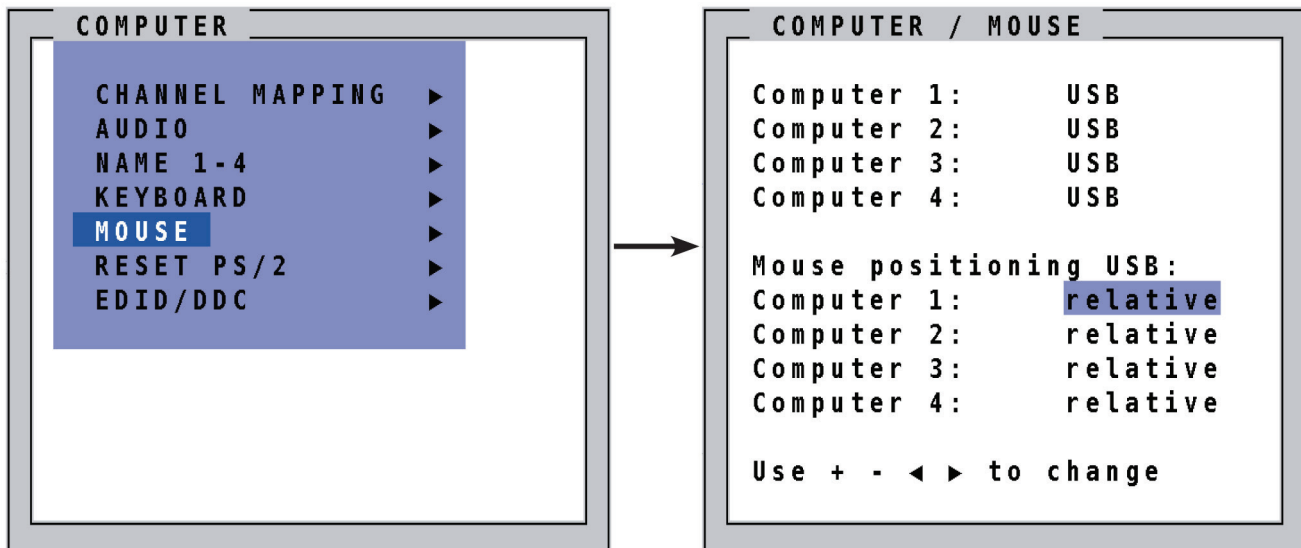 COMPUTER
CHANNEL MAPPING ▶
AUDIO ▶
NAME 1-4 ▶
KEYBOARD ▶
MOUSE ▶
RESET PS/2 ▶
EDID/DDC ▶
COMPUTER / MOUSE
Computer 1: USB
Computer 2: USB
Computer 3: USB
Computer 4: USB
Mouse positioning USB:
Computer 1: relative
Computer 2: relative
Computer 3: relative
Computer 4: relative
Use + - ◀ ▶ to change